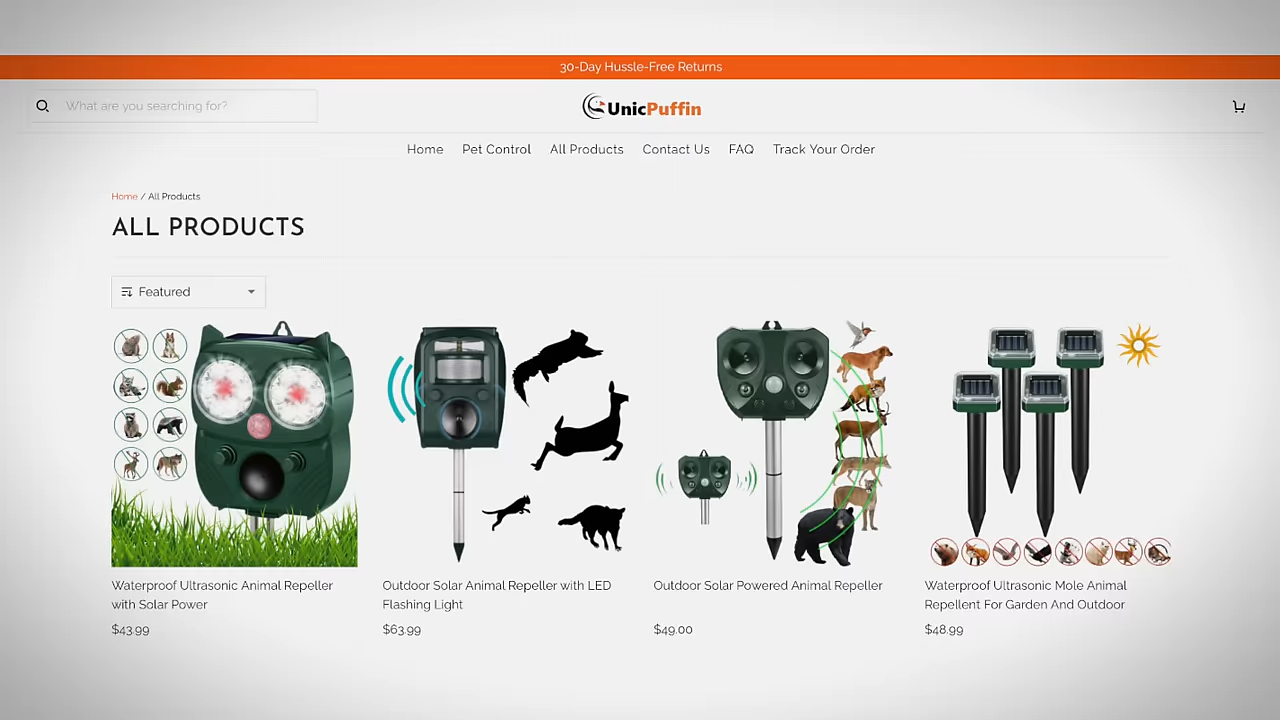 30-Day Hussle-Free Returns
What are you searching for?
UnicPuffin
Home
Pet Control
All Products
Contact Us
FAQ
Track Your Order
Home / All Products
ALL PRODUCTS
Featured
Waterproof Ultrasonic Animal Repeller
with Solar Power
$43.99
Outdoor Solar Animal Repeller with LED
Flashing Light
$63.99
Outdoor Solar Powered Animal Repeller
$49.00
Waterproof Ultrasonic Mole Animal
Repellent For Garden And Outdoor
$48.99